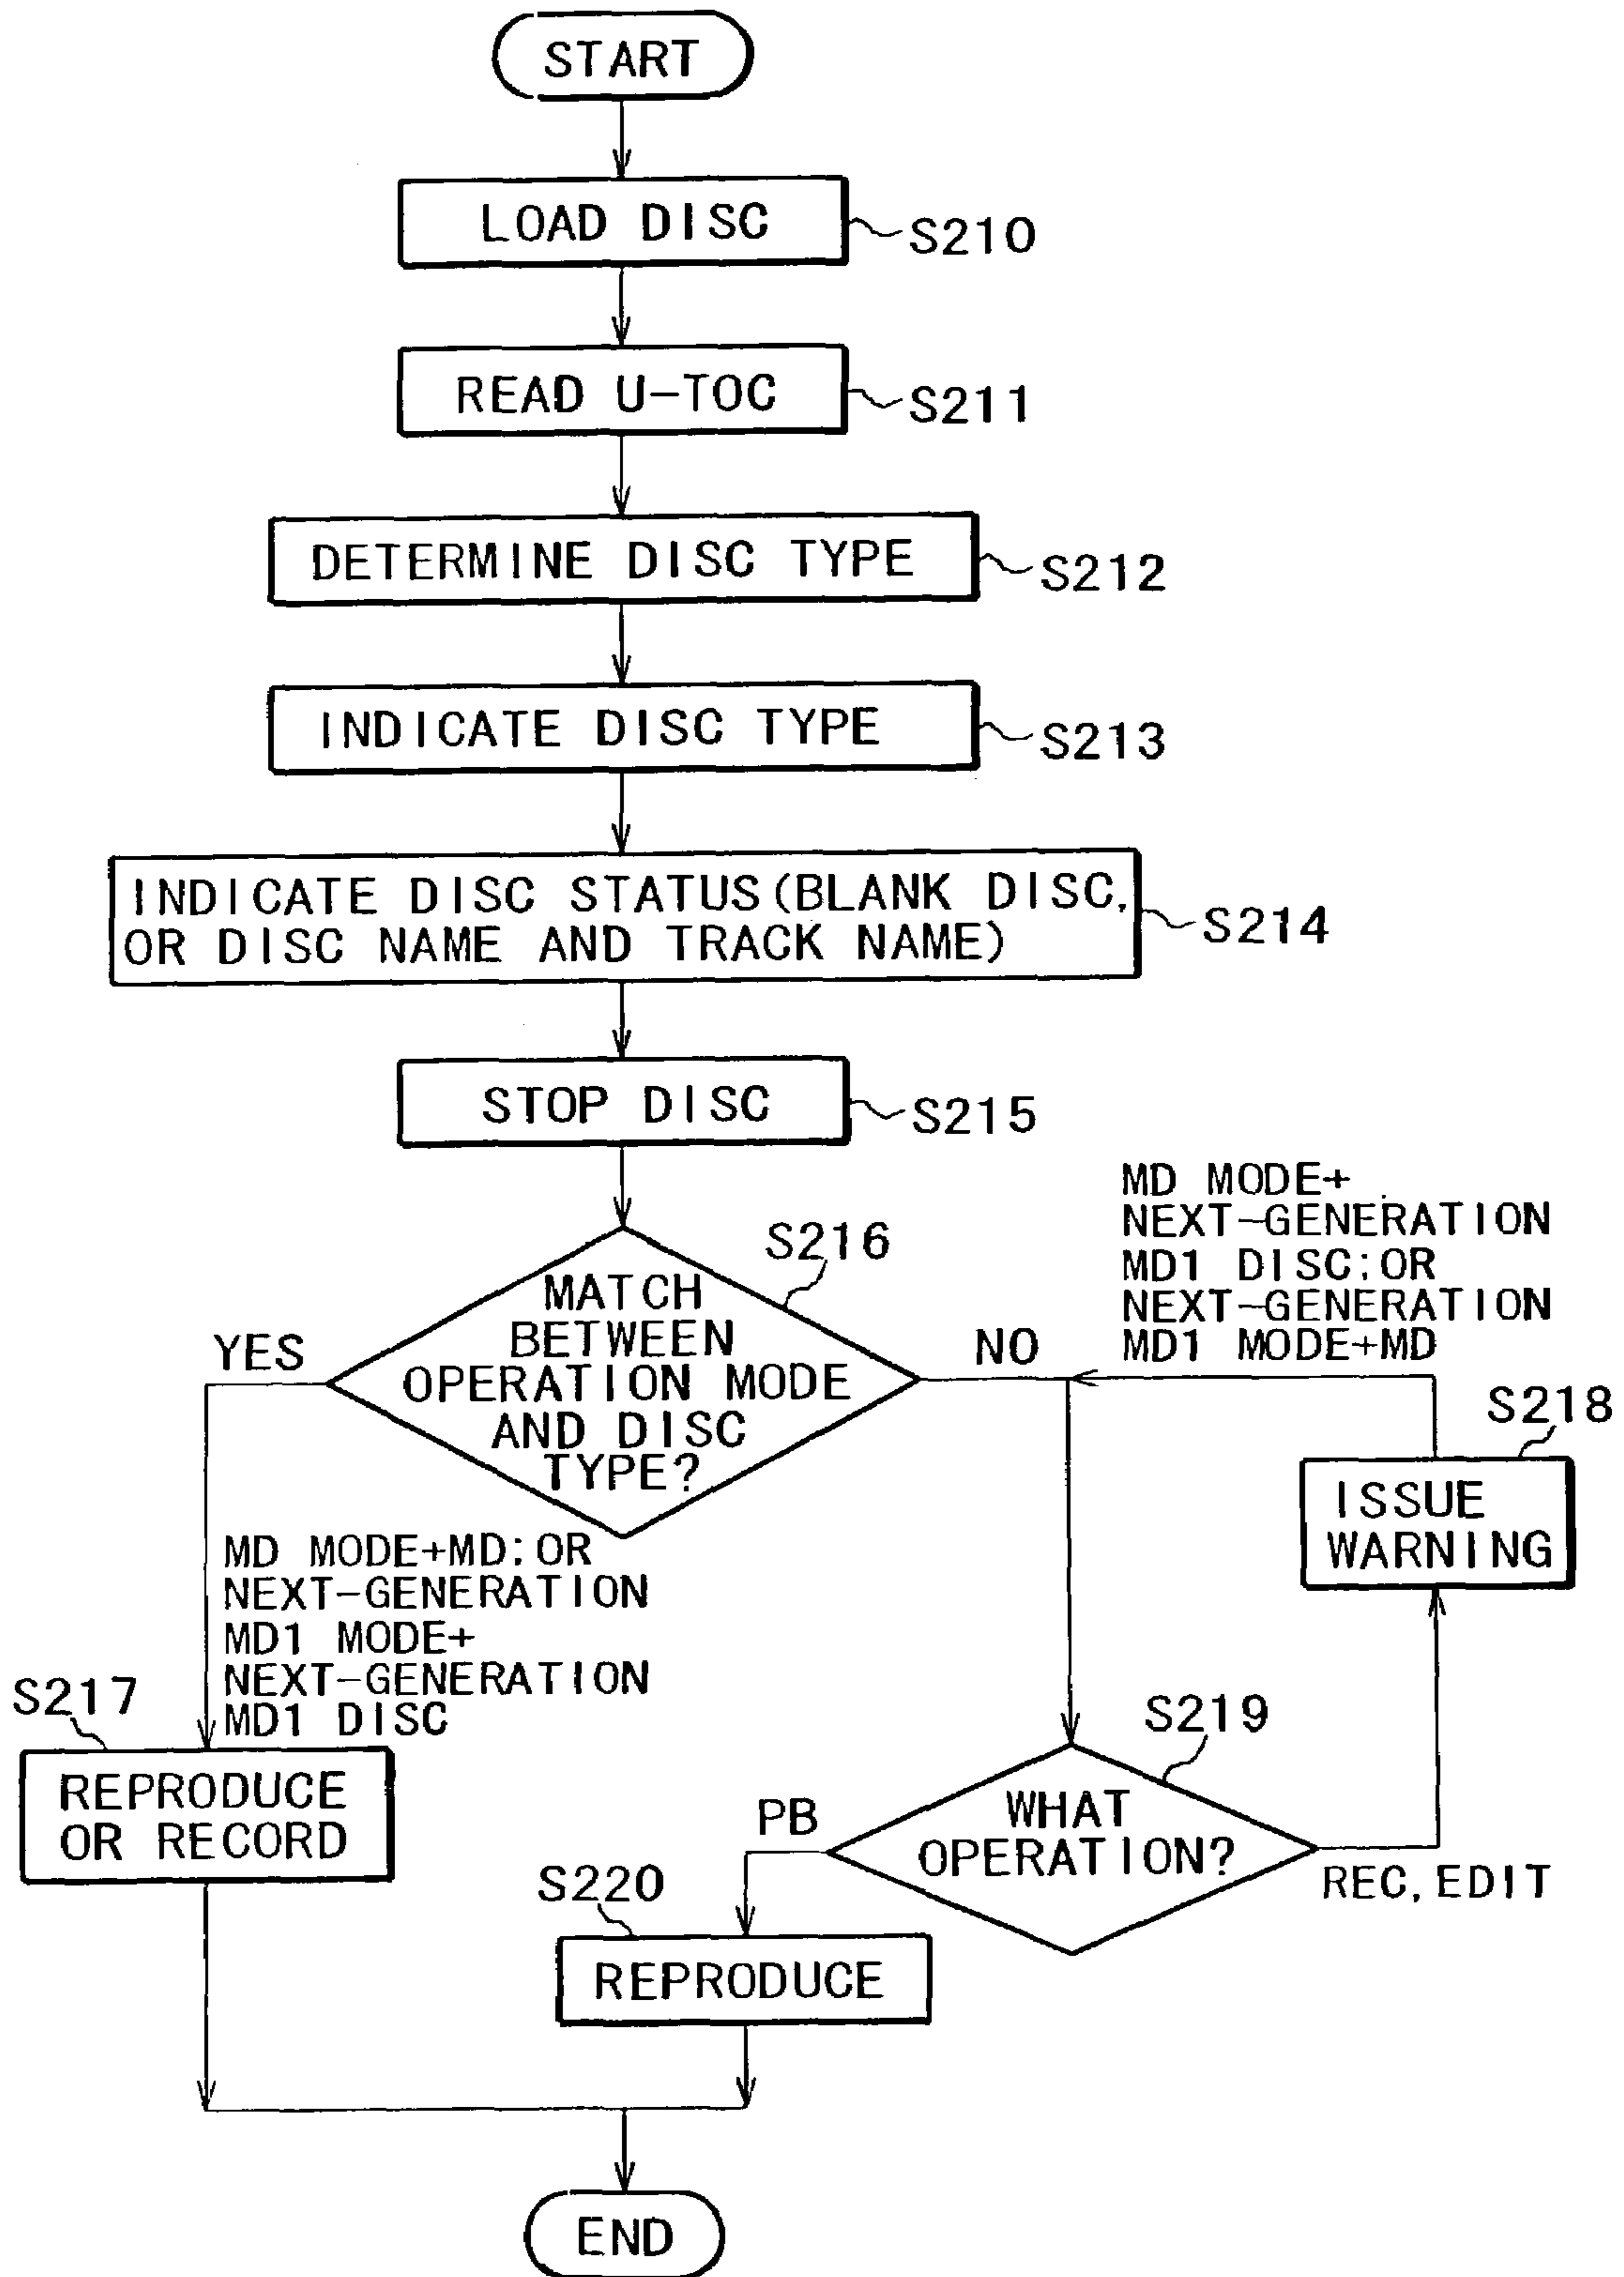 START
LOAD DISC
S210
READ U-TOC
S211
DETERMINE DISC TYPE
S212
INDICATE DISC TYPE
S213
INDICATE DISC STATUS(BLANK DISC,
OR DISC NAME AND TRACK NAME)
S214
STOP DISC
S215
S216
MATCH
BETWEEN
OPERATION MODE
AND DISC
TYPE?
YES
NO
MD MODE+
NEXT-GENERATION
MD1 DISC;OR
NEXT-GENERATION
MD1 MODE+MD
S218
ISSUE
WARNING
MD MODE+MD;OR
NEXT-GENERATION
MD1 MODE+
NEXT-GENERATION
MD1 DISC
S217
REPRODUCE
OR RECORD
S219
WHAT
OPERATION?
PB
REC,EDIT
S220
REPRODUCE
END